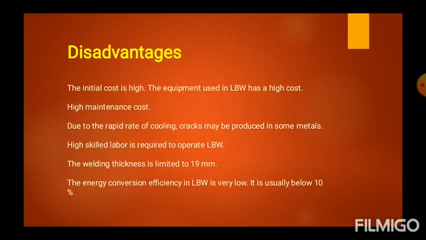 Disadvantages
The initial cost is high. The equipment used in LBW has a high cost.
High maintenance cost.
Due to the rapid rate of cooling, cracks may be produced in some metals.
High skilled labor is required to operate LBW.
The welding thickness is limited to 19 mm.
The energy conversion efficiency in LBW is very low. It is usually below 10
%
FILMIGO